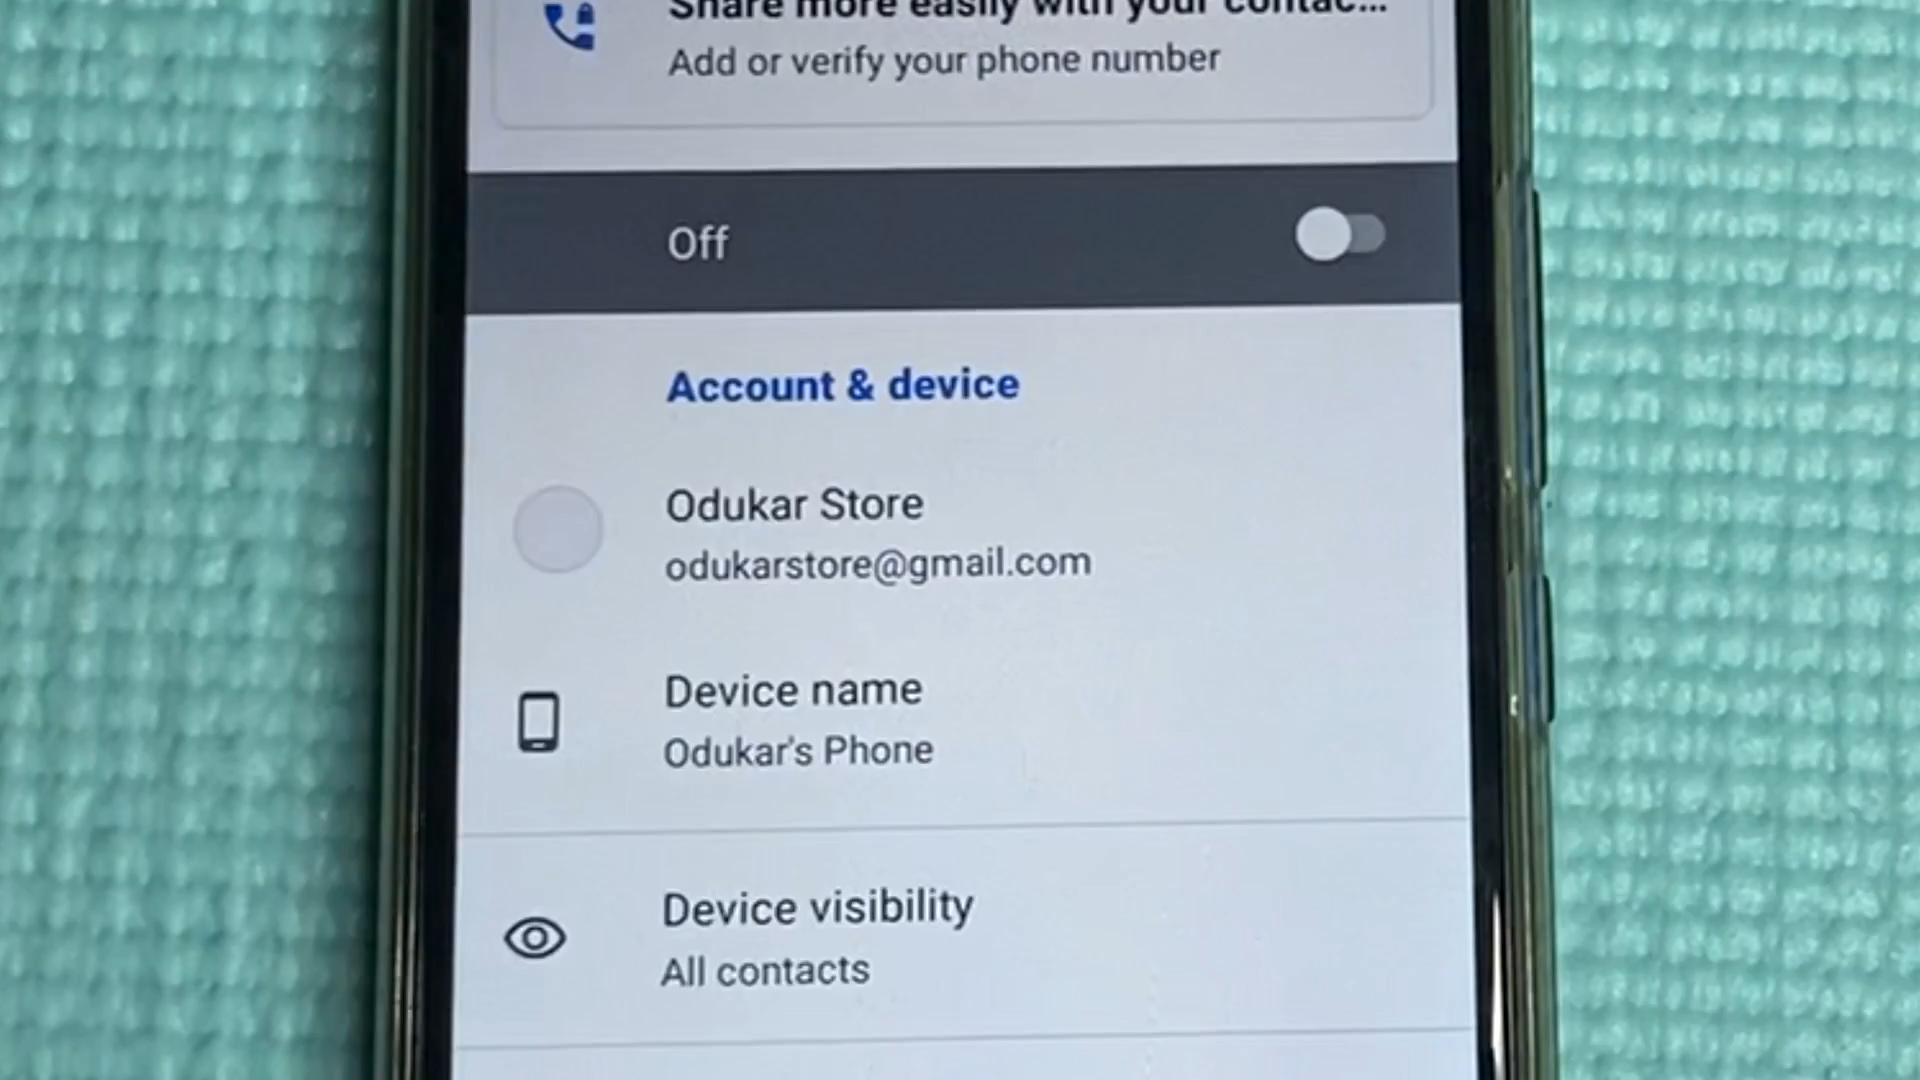 Share more easily with your contac...
Add or verify your phone number
Off
Account & device
Odukar Store
odukarstore@gmail.com
Device name
Odukar's Phone
Device visibility
All contacts